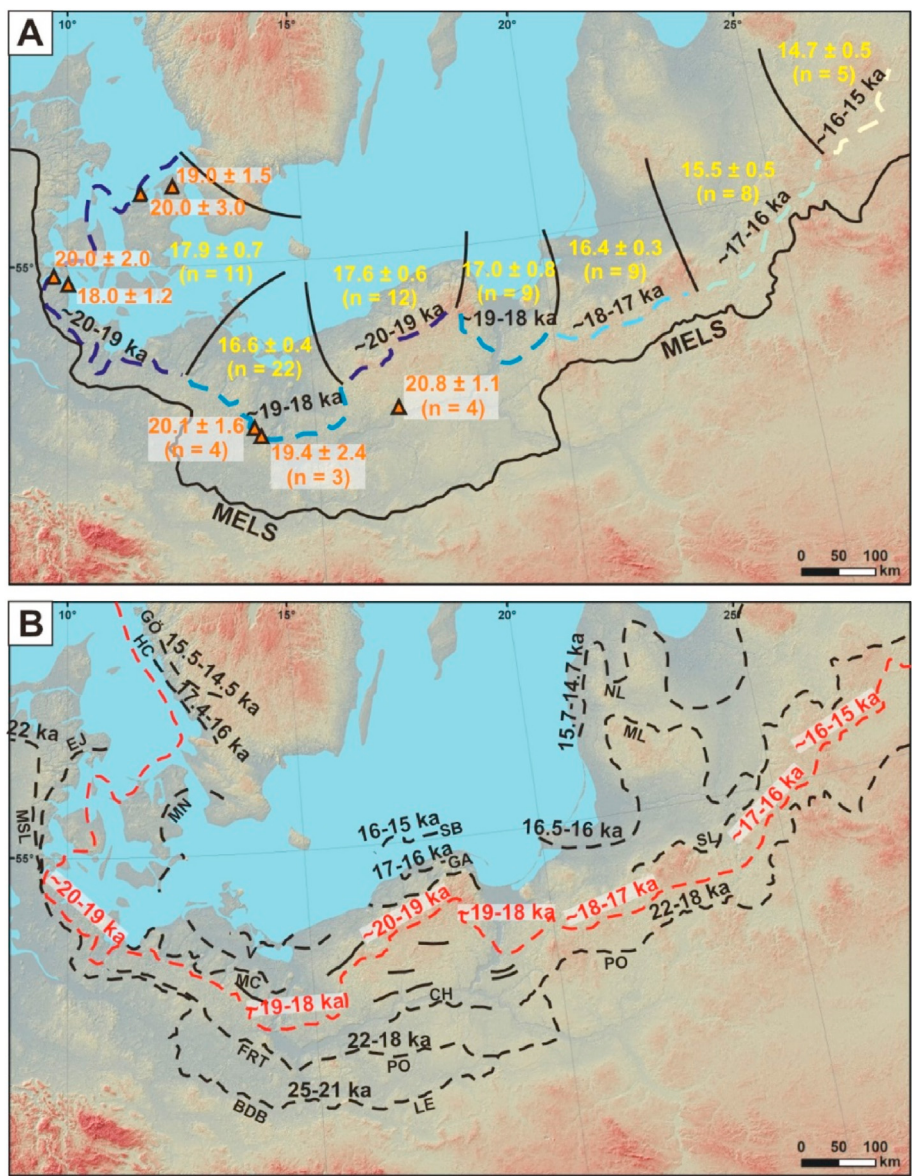 A
10°
15°
20°
25°
14.7 ± 0.5
(n = 5)
~16-15 ka
19.0 ± 1.5
20.0 ± 3.0
15.5 ± 0.5
(n = 8)
~17-16 ka
17.9 ± 0.7
(n = 11)
16.4 ± 0.3
(n = 9)
55°
20.0 ± 2.0
18.0 ± 1.2
17.6 ± 0.6
(n = 12)
17.0 ± 0.8
(n = 9)
~20-19 ka
~20-19 ka
~19-18 ka
~18-17 ka
MELS
16.6 ± 0.4
(n = 22)
20.8 ± 1.1
(n = 4)
~19-18 ka
20.1 ± 1.6
(n = 4)
19.4 ± 2.4
(n = 3)
MELS
0 50 100
km
B
10°
15°
20°
25°
GÖ
HC
15.5-14.5 ka
17.4-16 ka
NL
15.7-14.7 ka
ML
22 ka
EJ
~16-15 ka
MN
MSL
16-15 ka
SB
16.5-16 ka
~17-16 ka
SL
55°
17-16 ka
GA
~20-19 ka
~20-19 ka
~19-18 ka
~18-17 ka
22-18 ka
V
MC
PO
CH
~19-18 ka
22-18 ka
FRT
PO
25-21 ka
BDB
LE
0 50 100
km